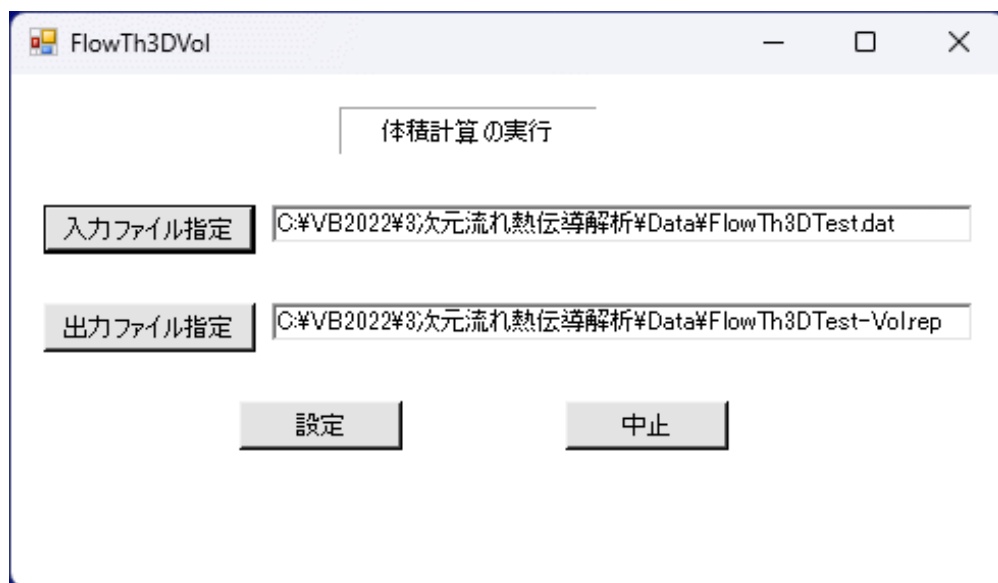 FlowTh3DVol
体積計算の実行
入力ファイル指定 C:¥VB2022¥3次元流れ熱伝導解析¥Data¥FlowTh3DTest.dat
出力ファイル指定 C:¥VB2022¥3次元流れ熱伝導解析¥Data¥FlowTh3DTest-Vol.rep
設定 中止